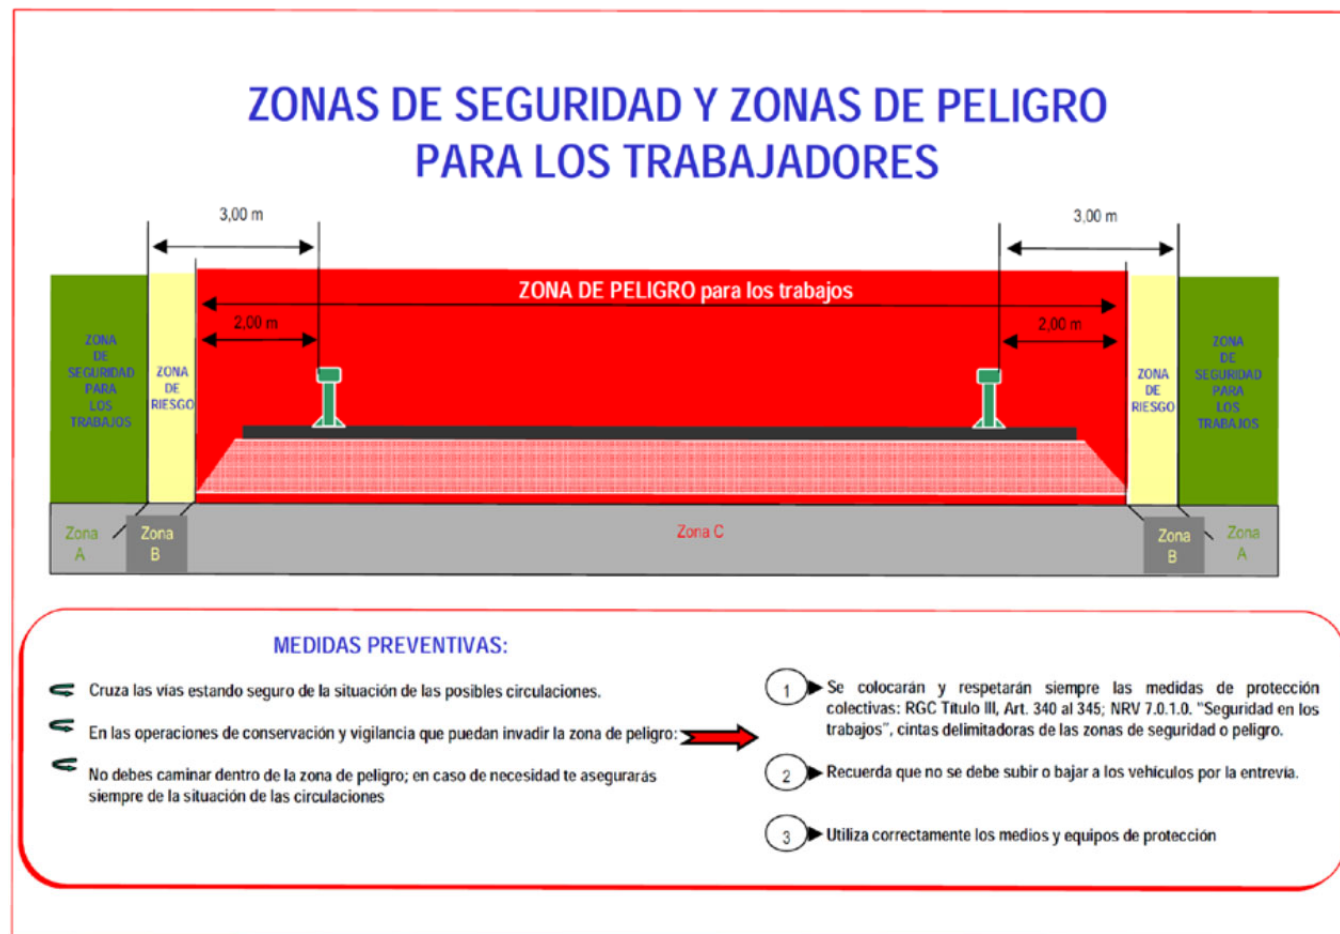 ZONAS DE SEGURIDAD Y ZONAS DE PELIGRO
PARA LOS TRABAJADORES
3,00 m
3,00 m
ZONA DE PELIGRO para los trabajos
2,00 m
2,00 m
ZONA
DE
SEGURIDAD
PARA
LOS
TRABAJOS
ZONA
DE
RIESGO
ZONA
DE
RIESGO
ZONA
DE
SEGURIDAD
PARA
LOS
TRABAJOS
Zona
A
Zona
B
Zona C
Zona
B
Zona
A
MEDIDAS PREVENTIVAS:
Cruza las vías estando seguro de la situación de las posibles circulaciones.
En las operaciones de conservación y vigilancia que puedan invadir la zona de peligro:
No debes caminar dentro de la zona de peligro; en caso de necesidad te asegurarás
siempre de la situación de las circulaciones
1
Se colocarán y respetarán siempre las medidas de protección
colectivas: RGC Título III, Art. 340 al 345; NRV 7.0.1.0. "Seguridad en los
trabajos", cintas delimitadoras de las zonas de seguridad o peligro.
2
Recuerda que no se debe subir o bajar a los vehículos por la entrevía.
3
Utiliza correctamente los medios y equipos de protección